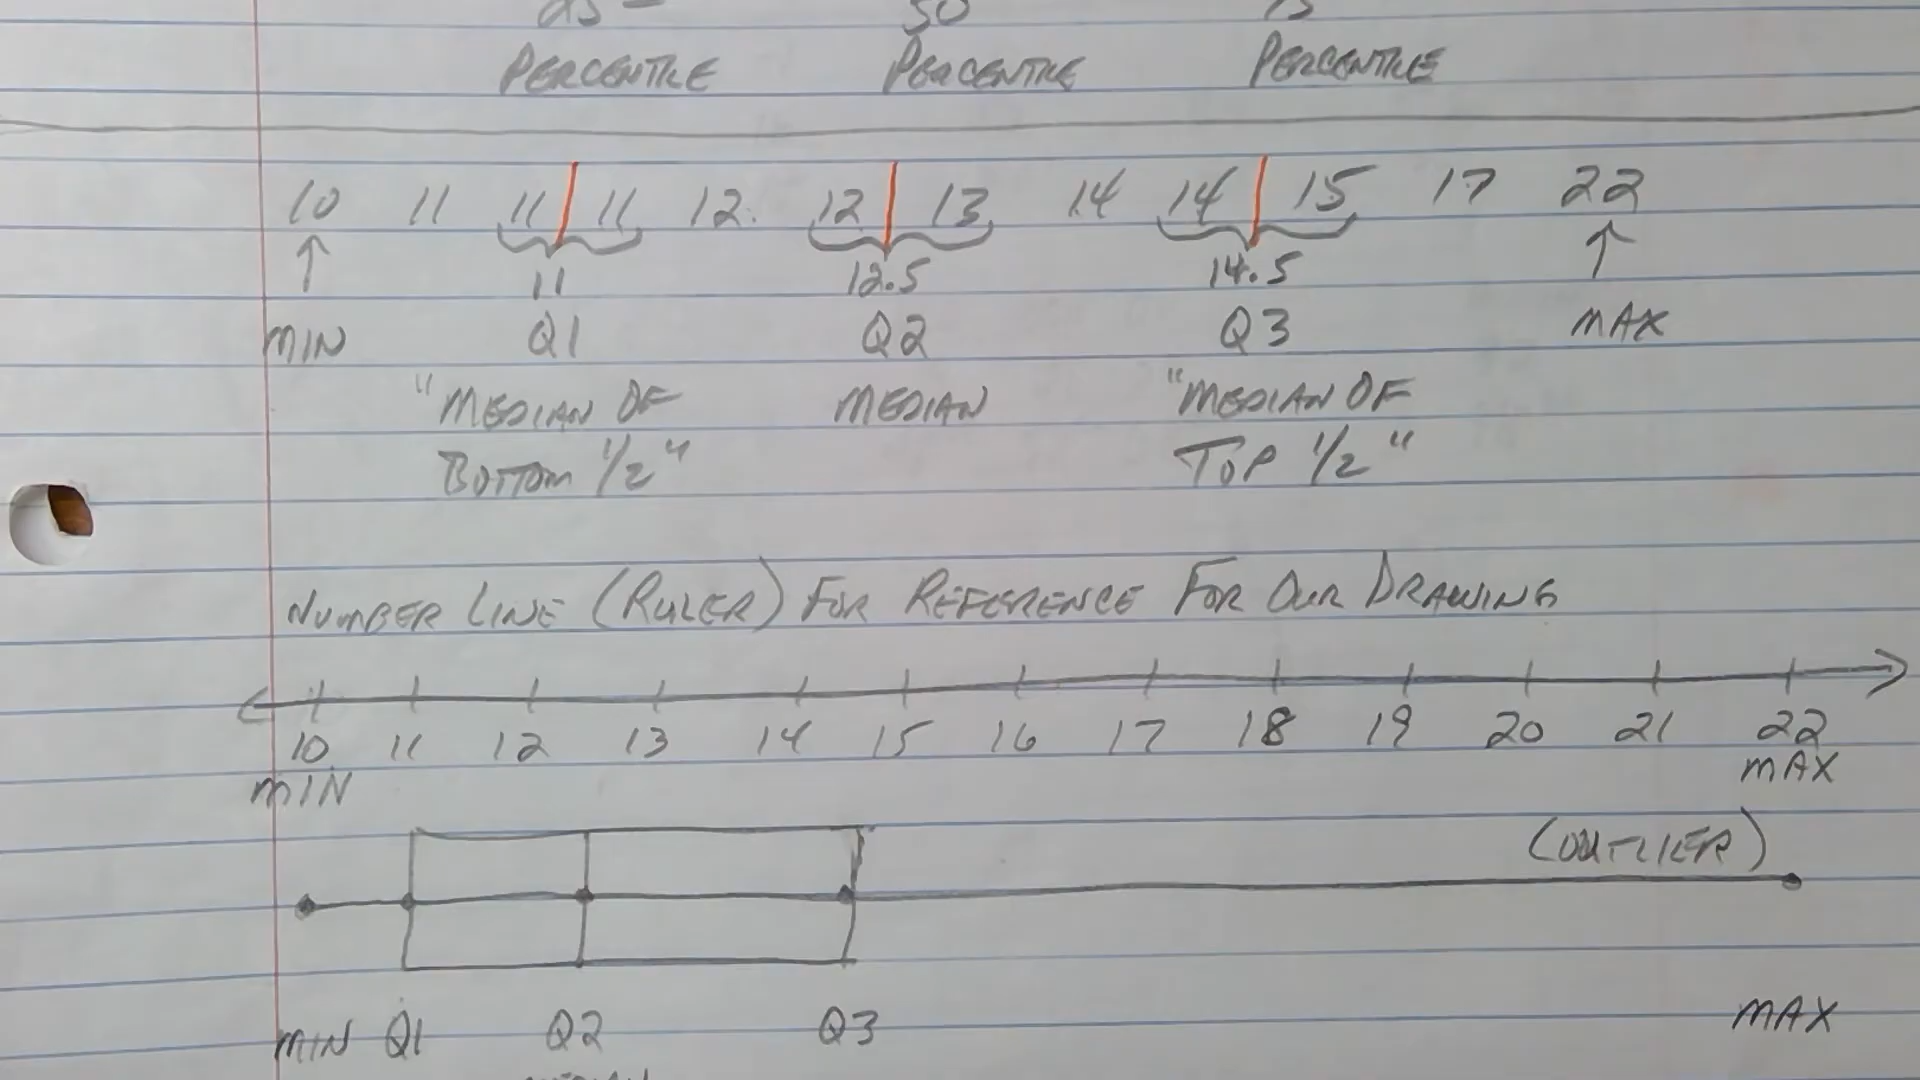 PERCENTILE PERCENTILE PERCENTILE
10 11 11 11 12. 12 13 14 14 15 17 22
11 12.5 14.5
MIN Q1 Q2 Q3 MAX
"MEDIAN OF MEDIAN "MEDIAN OF
BOTTOM 1/2" TOP 1/2"
NUMBER LINE (RULER) FOR REFERENCE FOR OUR DRAWING
10 11 12 13 14 15 16 17 18 19 20 21 22
MIN MAX
(OUTLIER)
MIN Q1 Q2 Q3 MAX